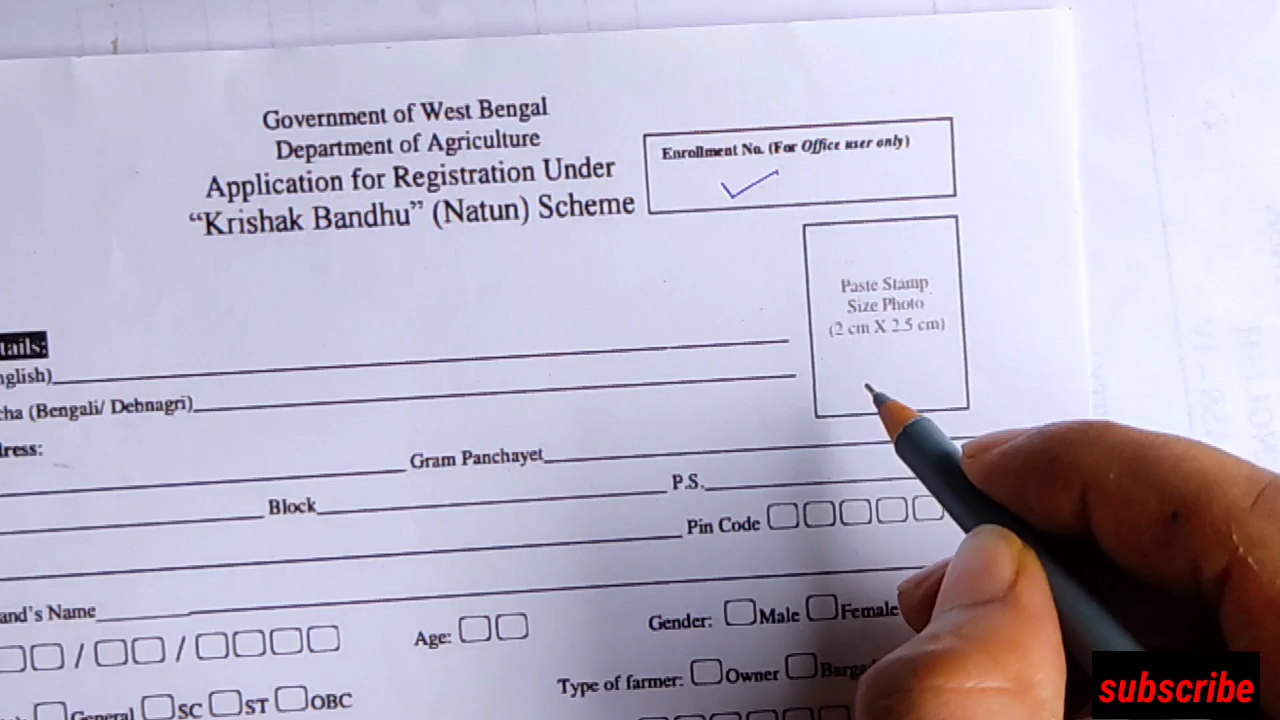 Government of West Bengal
Department of Agriculture
Application for Registration Under
“Krishak Bandhu” (Natun) Scheme
Enrollment No. (For Office user only)
Paste Stamp
Size Photo
(2 cm X 2.5 cm)
tails:
nglish)
cha (Bengali/ Debnagri)
dress:
Gram Panchayet
Block P.S.
Pin Code
and's Name
/ / Age: Gender: Male Female
Type of farmer: Owner Barga
General SC ST OBC
subscribe